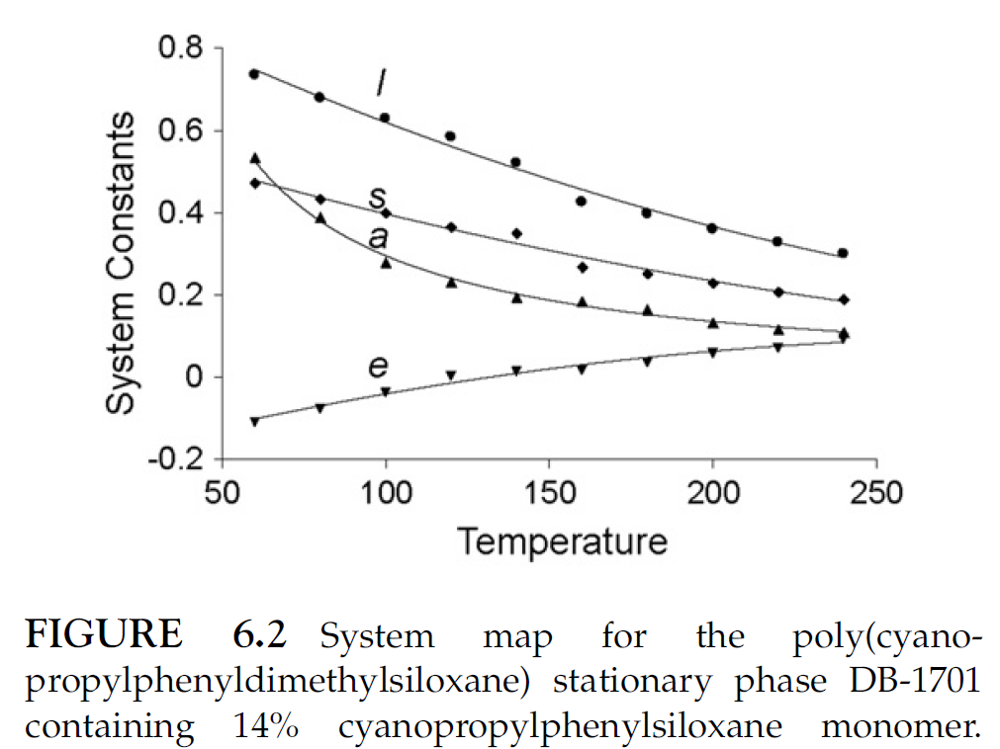 0.8
l
0.6
s
0.4
a
0.2
e
0
-0.2
System Constants
50 100 150 200 250
Temperature
FIGURE 6.2 System map for the poly(cyano-
propylphenyldimethylsiloxane) stationary phase DB-1701
containing 14% cyanopropylphenylsiloxane monomer.